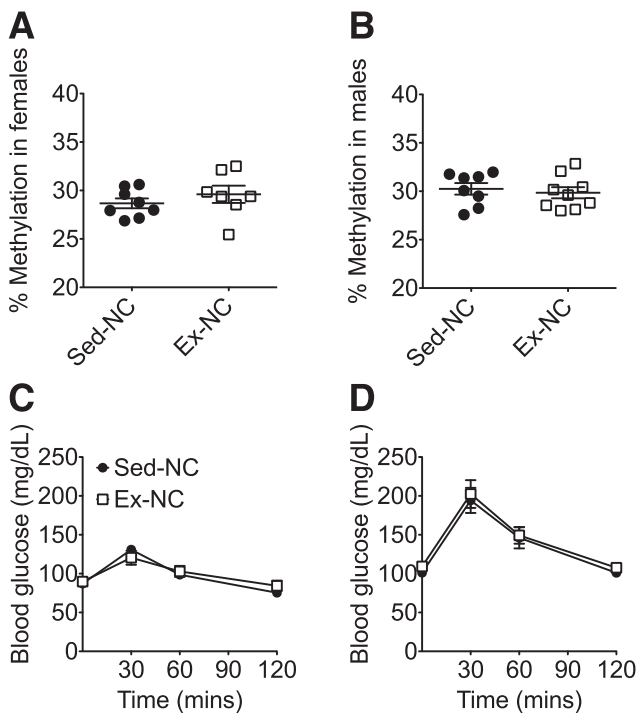 A
% Methylation in females
40
35
30
25
20
Sed-NC
Ex-NC
B
% Methylation in males
40
35
30
25
20
Sed-NC
Ex-NC
C
Blood glucose (mg/dL)
250
200
150
100
50
0
Sed-NC
Ex-NC
30 60 90 120
Time (mins)
D
Blood glucose (mg/dL)
250
200
150
100
50
0
30 60 90 120
Time (mins)